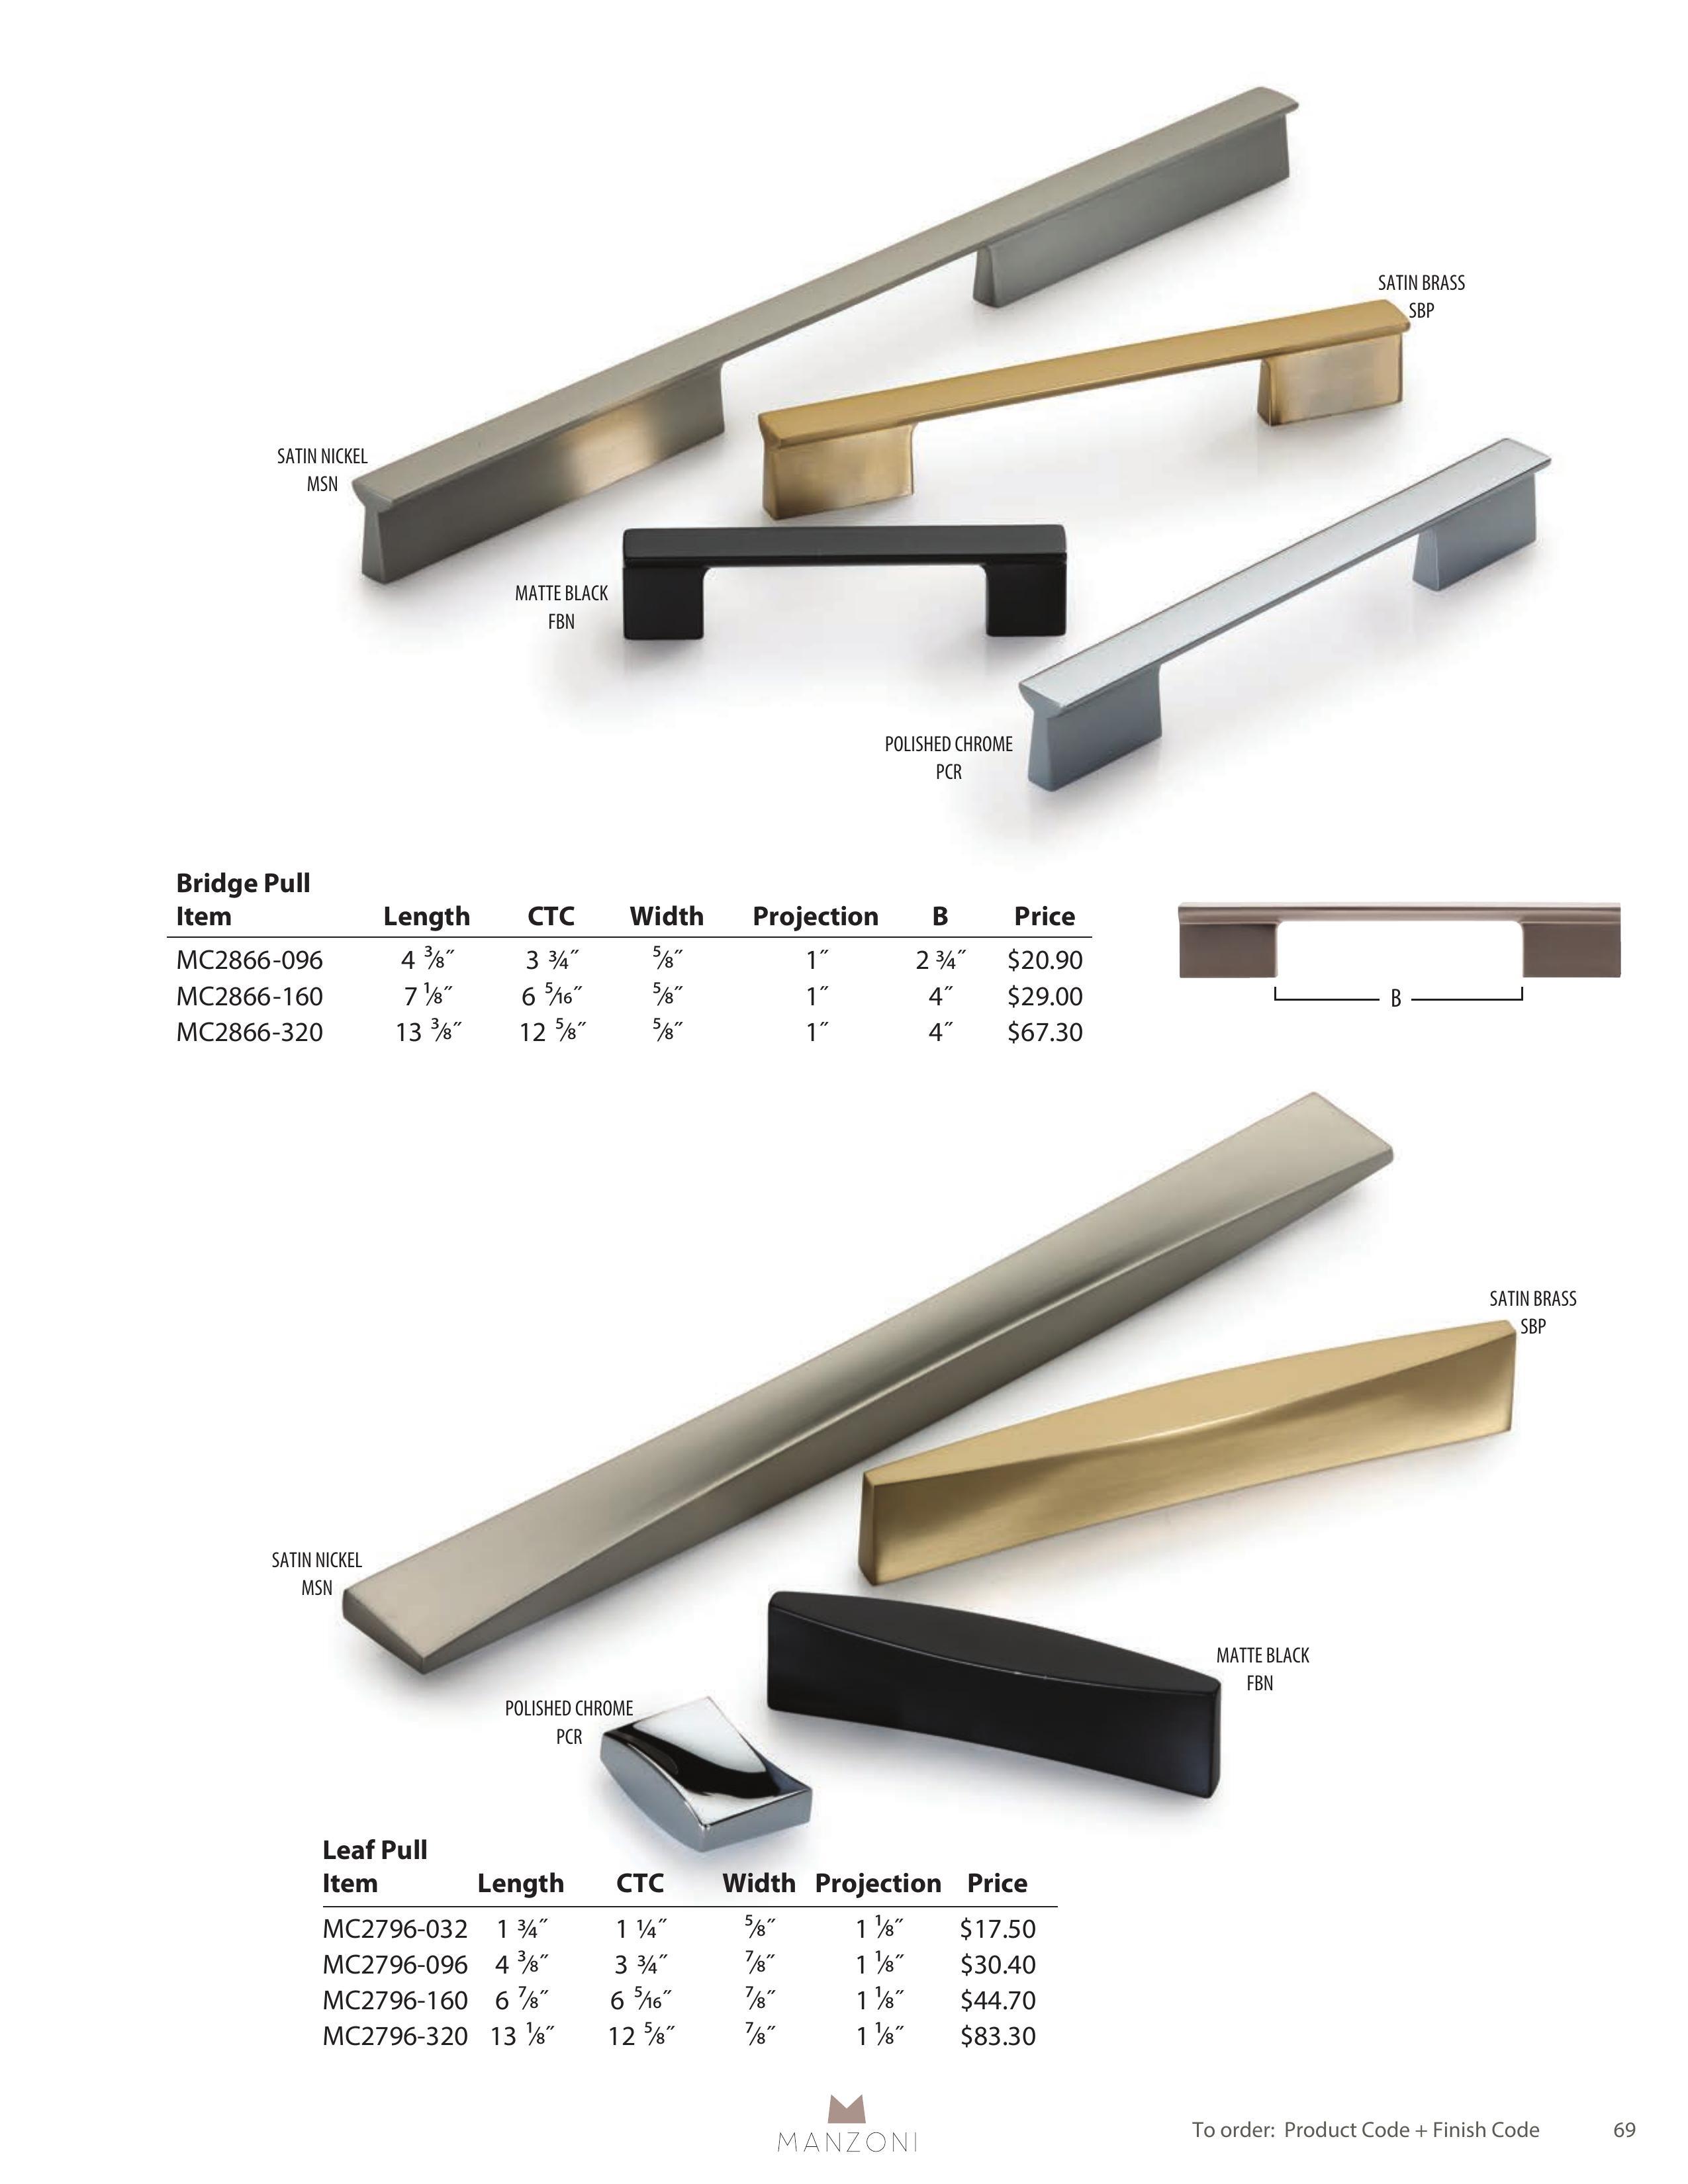 SATIN BRASS
SBP
SATIN NICKEL
MSN
MATTE BLACK
FBN
POLISHED CHROME
PCR
Bridge Pull
Item Length CTC Width Projection B Price
MC2866-096 4 ⅜″ 3 ¾″ ⅝″ 1″ 2 ¾″ $20.90
MC2866-160 7 ⅛″ 6 5⁄16″ ⅝″ 1″ 4″ $29.00
MC2866-320 13 ⅜″ 12 ⅝″ ⅝″ 1″ 4″ $67.30
B
SATIN BRASS
SBP
SATIN NICKEL
MSN
MATTE BLACK
FBN
POLISHED CHROME
PCR
Leaf Pull
Item Length CTC Width Projection Price
MC2796-032 1 ¾″ 1 ¼″ ⅝″ 1 ⅛″ $17.50
MC2796-096 4 ⅜″ 3 ¾″ ⅞″ 1 ⅛″ $30.40
MC2796-160 6 ⅞″ 6 5⁄16″ ⅞″ 1 ⅛″ $44.70
MC2796-320 13 ⅛″ 12 ⅝″ ⅞″ 1 ⅛″ $83.30
MANZONI
To order: Product Code + Finish Code 69